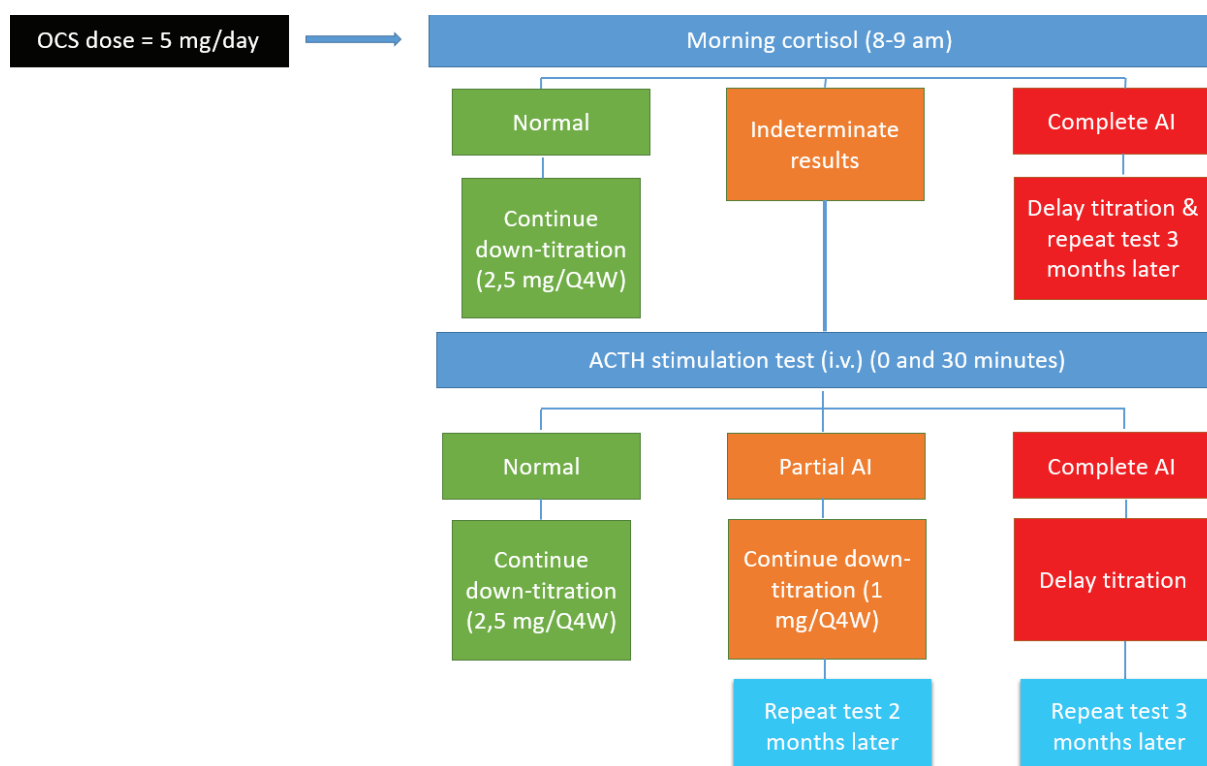 OCS dose = 5 mg/day
Morning cortisol (8-9 am)
Normal
Indeterminate
results
Complete AI
Continue
down-titration
(2,5 mg/Q4W)
Delay titration &
repeat test 3
months later
ACTH stimulation test (i.v.) (0 and 30 minutes)
Normal
Partial AI
Complete AI
Continue
down-titration
(2,5 mg/Q4W)
Continue down-
titration (1
mg/Q4W)
Delay titration
Repeat test 2
months later
Repeat test 3
months later